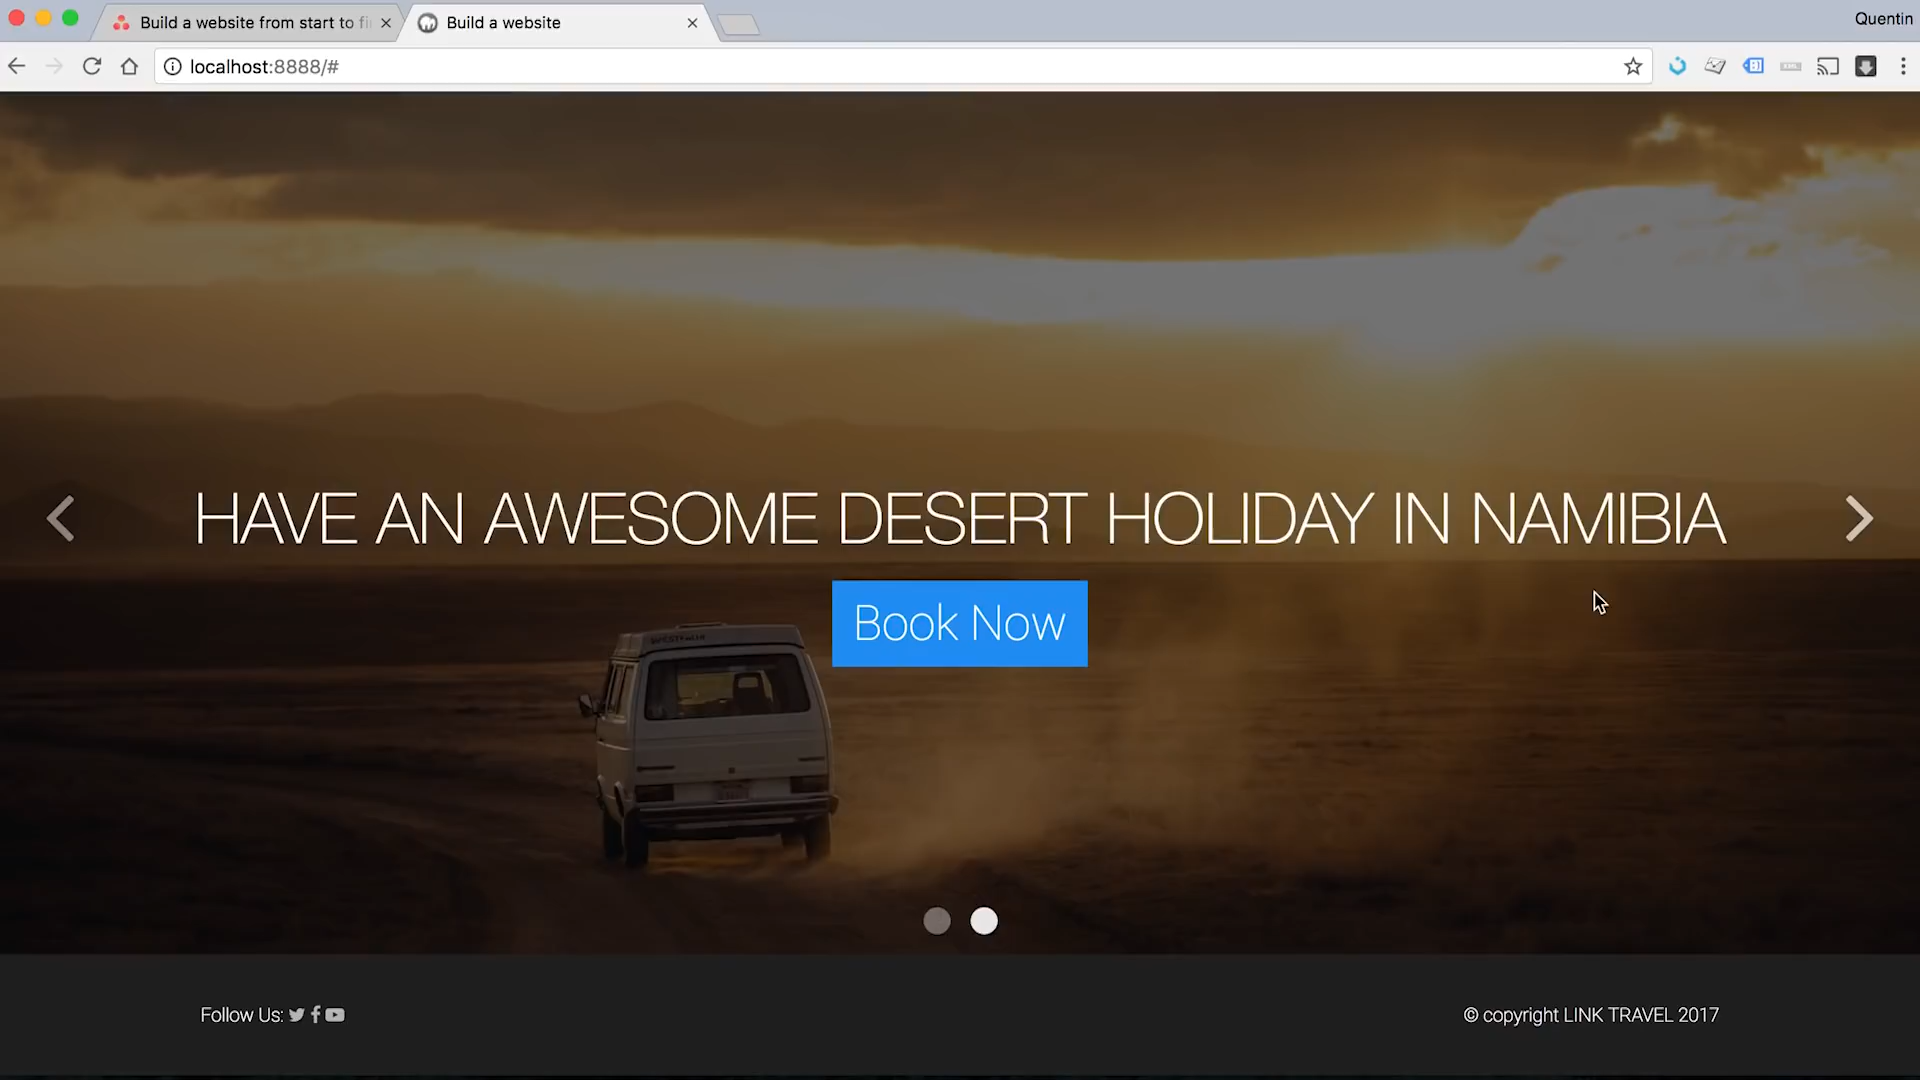 Build a website from start to fi
Build a website
Quentin
localhost:8888/#
HAVE AN AWESOME DESERT HOLIDAY IN NAMIBIA
Book Now
Follow Us:
© copyright LINK TRAVEL 2017